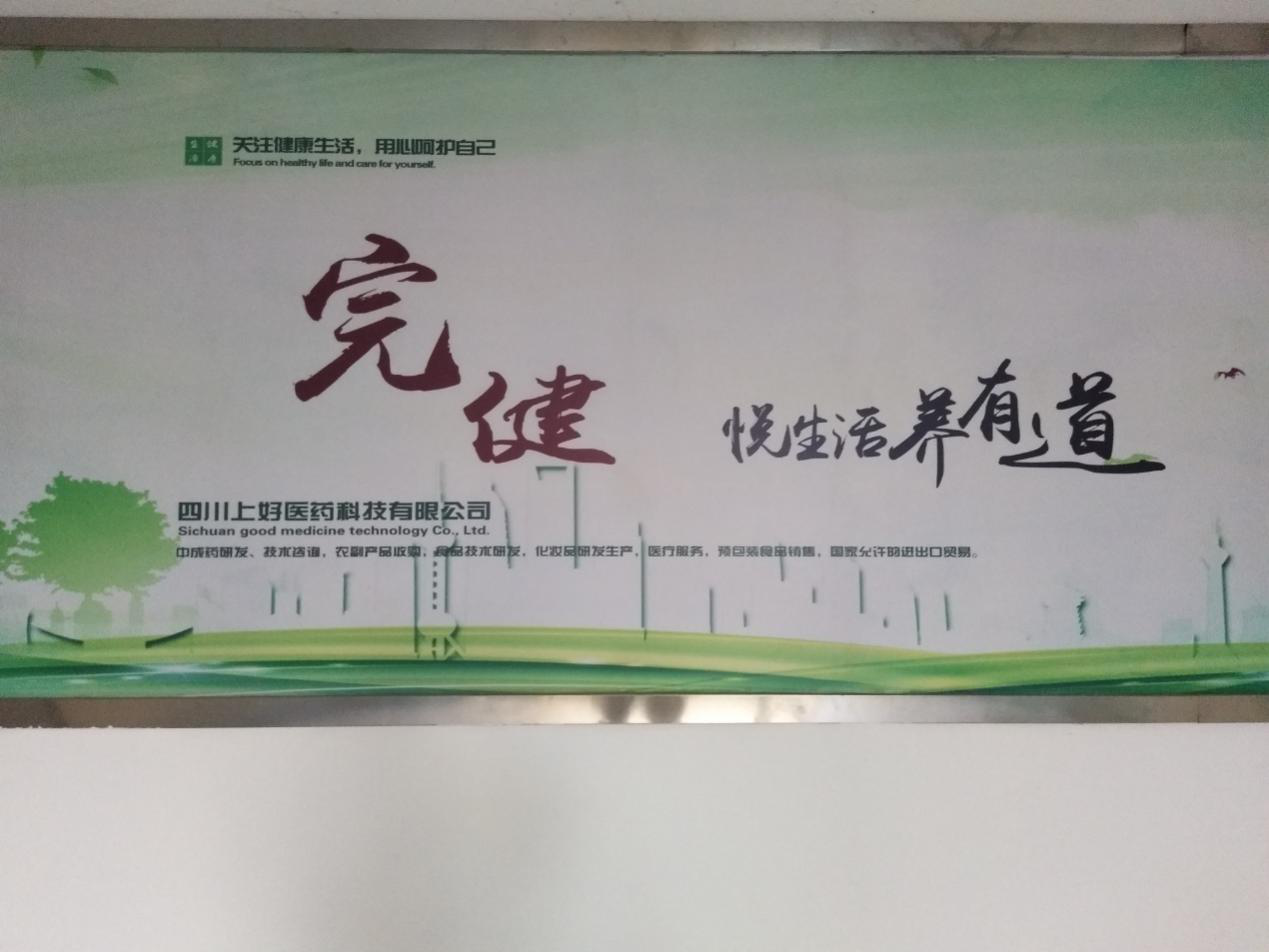 健康生活
关注健康生活，用心呵护自己
Focus on healthy life and care for yourself.
完健
悦生活养有道
四川上好医药科技有限公司
Sichuan good medicine technology Co., Ltd.
中成药研发、技术咨询，农副产品收购，食品技术研发，化妆品研发生产，医疗服务，预包装食品销售，国家允许的进出口贸易。